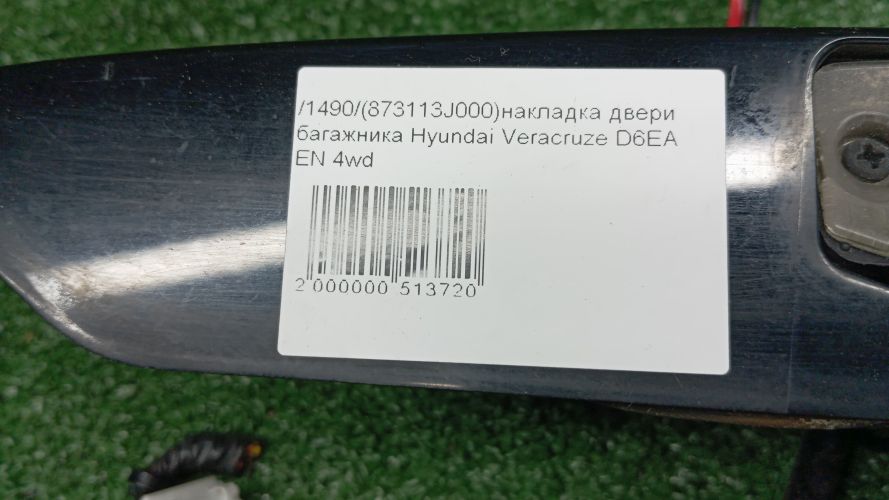 /1490/(873113J000)накладка двери
багажника Hyundai Veracruze D6EA
EN 4wd
2 000000 513720